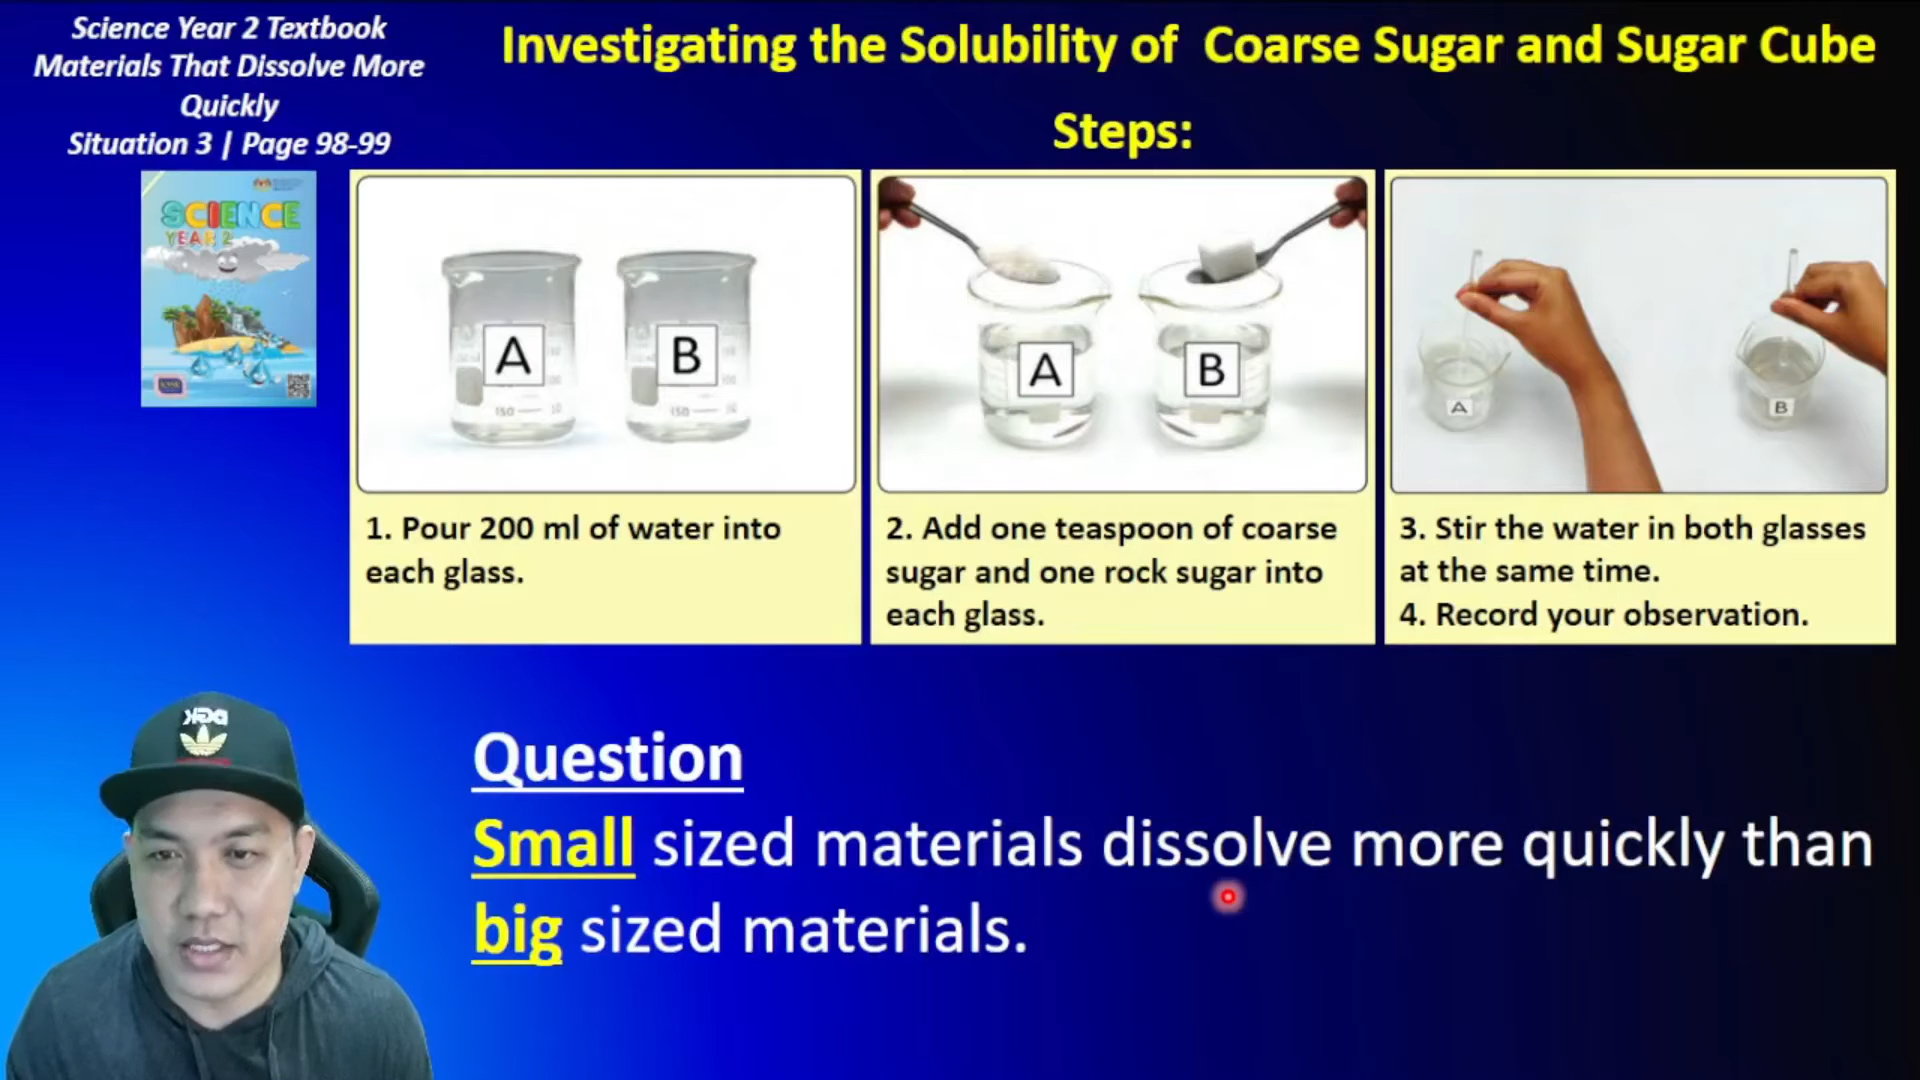 Science Year 2 Textbook
Materials That Dissolve More
Quickly
Situation 3 | Page 98-99
SCIENCE
YEAR 2
Investigating the Solubility of Coarse Sugar and Sugar Cube
Steps:
A
B
150
150
1. Pour 200 ml of water into
each glass.
A
B
2. Add one teaspoon of coarse
sugar and one rock sugar into
each glass.
A
B
3. Stir the water in both glasses
at the same time.
4. Record your observation.
Question
Small sized materials dissolve more quickly than
big sized materials.